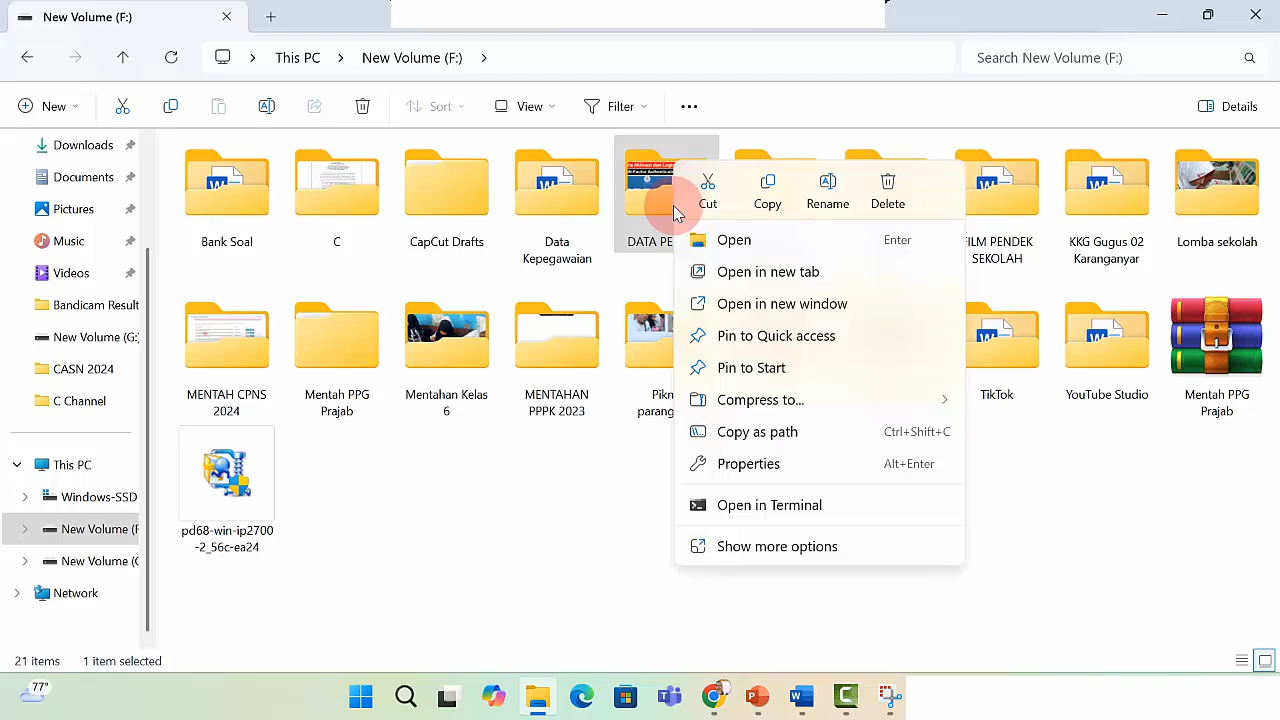 New Volume (F:)
This PC
New Volume (F:)
Search New Volume (F:)
New
Sort
View
Filter
Details
Downloads
Documents
Pictures
Music
Videos
Bandicam Result
New Volume (G:
CASN 2024
C Channel
This PC
Windows-SSD
New Volume (F
New Volume (G
Network
Bank Soal
C
CapCut Drafts
Data
Kepegawaian
DATA PE
FILM PENDEK
SEKOLAH
KKG Gugus 02
Karanganyar
Lomba sekolah
MENTAH CPNS
2024
Mentah PPG
Prajab
Mentahan Kelas
6
MENTAHAN
PPPK 2023
Pikn
parang
TikTok
YouTube Studio
Mentah PPG
Prajab
pd68-win-ip2700
-2_56c-ea24
Cut
Copy
Rename
Delete
Open Enter
Open in new tab
Open in new window
Pin to Quick access
Pin to Start
Compress to...
Copy as path Ctrl+Shift+C
Properties Alt+Enter
Open in Terminal
Show more options
21 items 1 item selected
77°